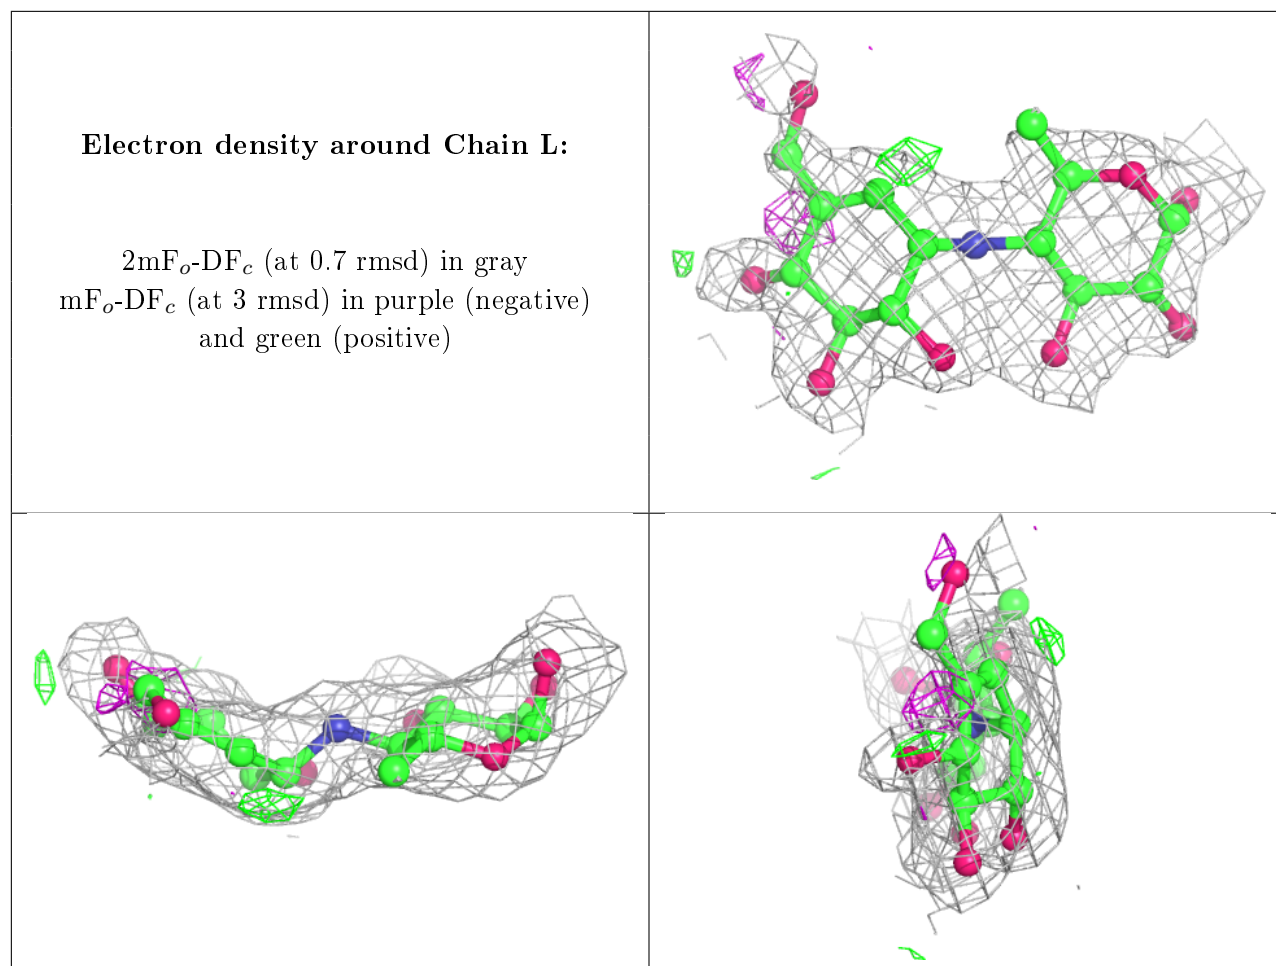 Electron density around Chain L:
2mFo-DFc (at 0.7 rmsd) in gray
mFo-DFc (at 3 rmsd) in purple (negative)
and green (positive)